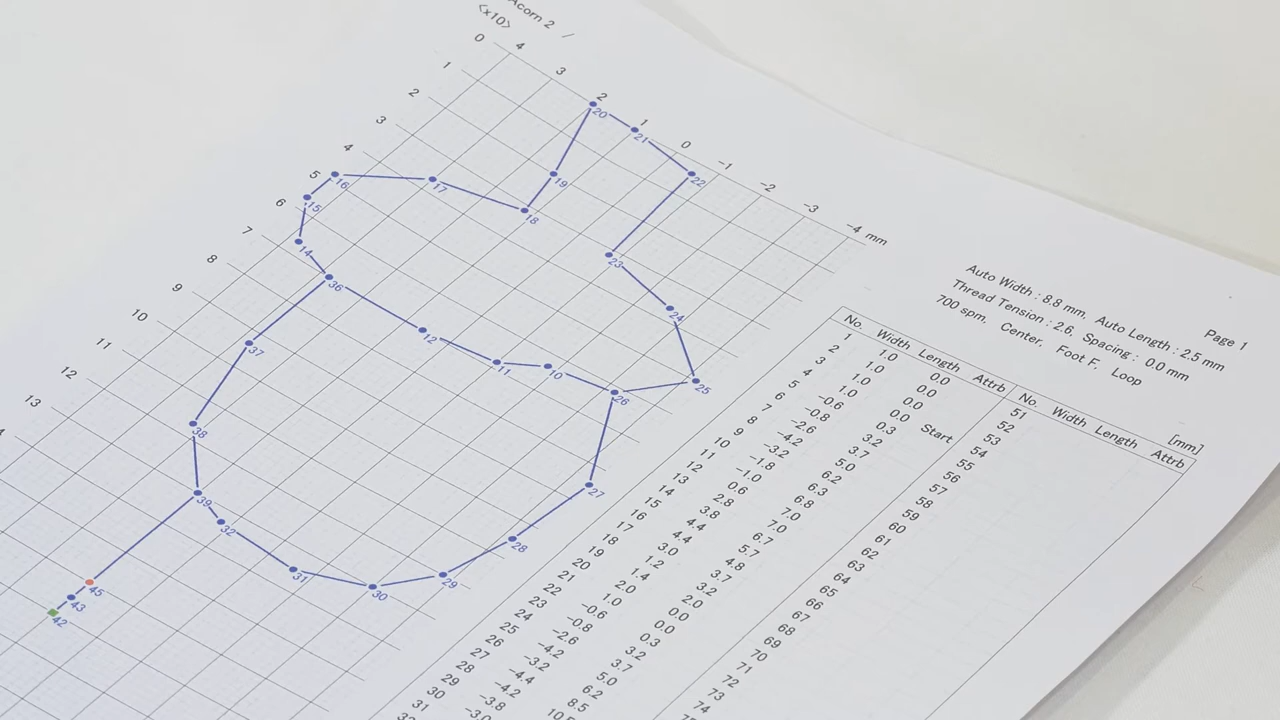 Acorn 2 /
<x10>
4 3 2 1 0 -1 -2 -3 -4 mm
0
1
2
3
4
5
6
7
8
9
10
11
12
13
20
21
22
19
18
17
16
15
14
36
23
24
25
26
10
11
12
37
38
39
32
31
30
29
28
27
45
43
42
Page 1
Auto Width : 8.8 mm, Auto Length : 2.5 mm
Thread Tension : 2.6, Spacing : 0.0 mm
700 spm, Center, Foot F, Loop
[mm]
No. Width Length Attrb No. Width Length Attrb
1 1.0 0.0 51
2 1.0 0.0 52
3 1.0 0.0 53
4 1.0 0.0 Start 54
5 -0.6 0.3 55
6 -0.8 3.2 56
7 -2.6 3.7 57
8 -4.2 5.0 58
9 -3.2 6.2 59
10 -1.8 6.3 60
11 -1.0 6.8 61
12 0.6 7.0 62
13 2.8 7.0 63
14 3.8 6.7 64
15 4.4 5.7 65
16 4.4 4.8 66
17 3.0 3.7 67
18 1.2 3.2 68
19 1.4 2.0 69
20 2.0 0.0 70
21 1.0 0.0 71
22 -0.6 0.3 72
23 -0.8 3.2 73
24 -2.6 3.7 74
25 -4.2 5.0
26 -3.2 6.2
27 -4.4 8.5
28 -4.2
29 -3.8
30 -3.0
31